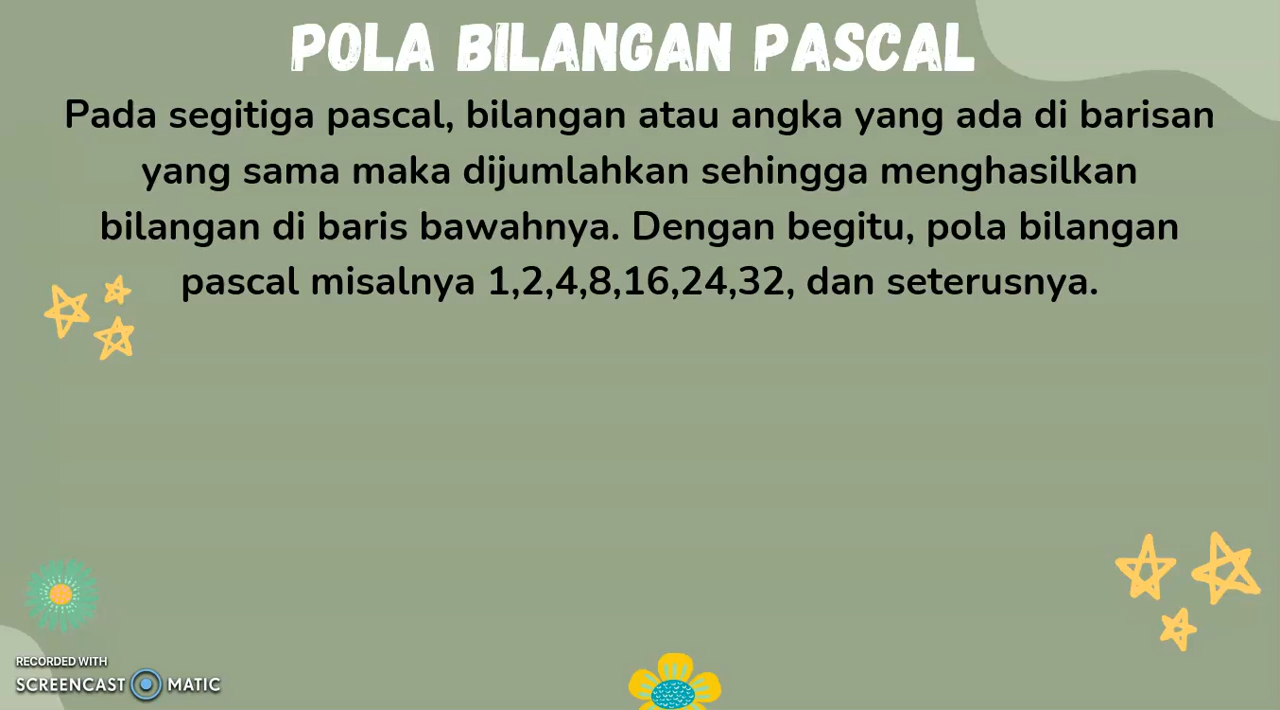 POLA BILANGAN PASCAL
Pada segitiga pascal, bilangan atau angka yang ada di barisan
yang sama maka dijumlahkan sehingga menghasilkan
bilangan di baris bawahnya. Dengan begitu, pola bilangan
pascal misalnya 1,2,4,8,16,24,32, dan seterusnya.
RECORDED WITH
SCREENCAST MATIC